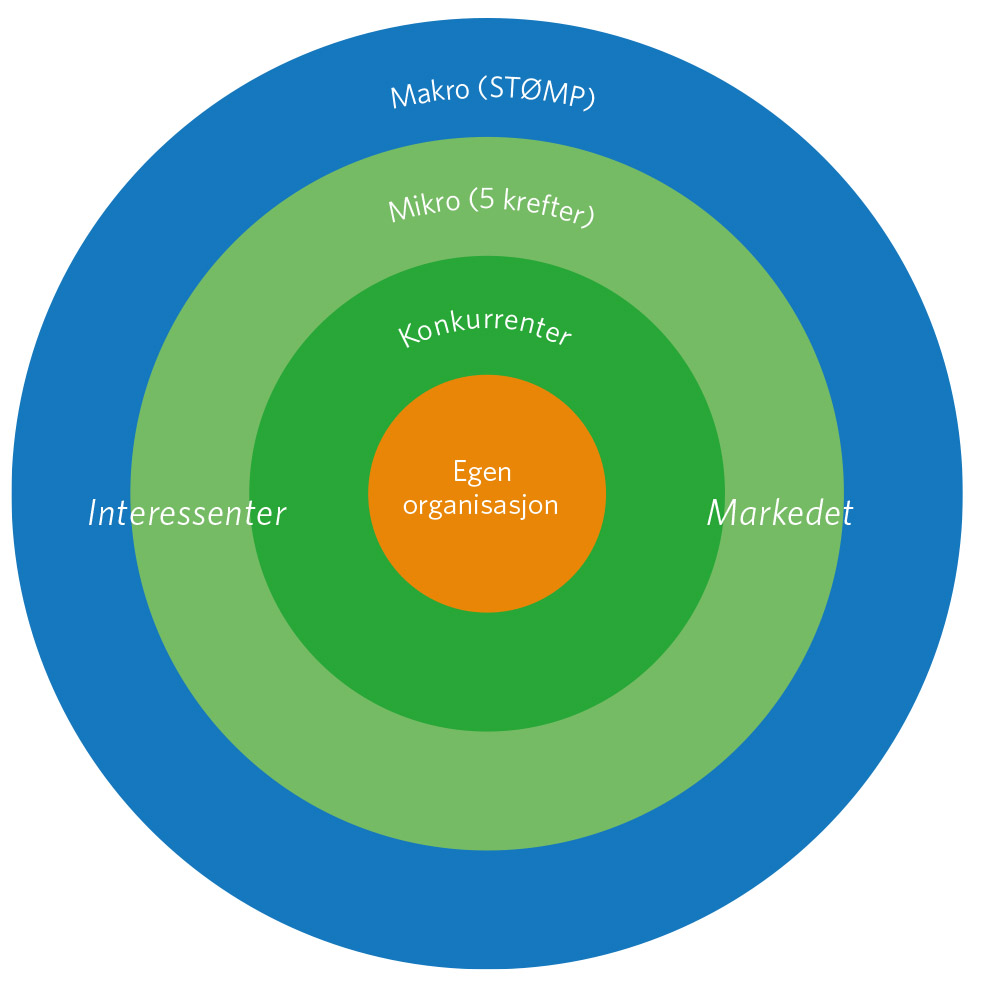 Makro (STØMP)
Mikro (5 krefter)
Konkurrenter
Egen
organisasjon
Interessenter
Markedet